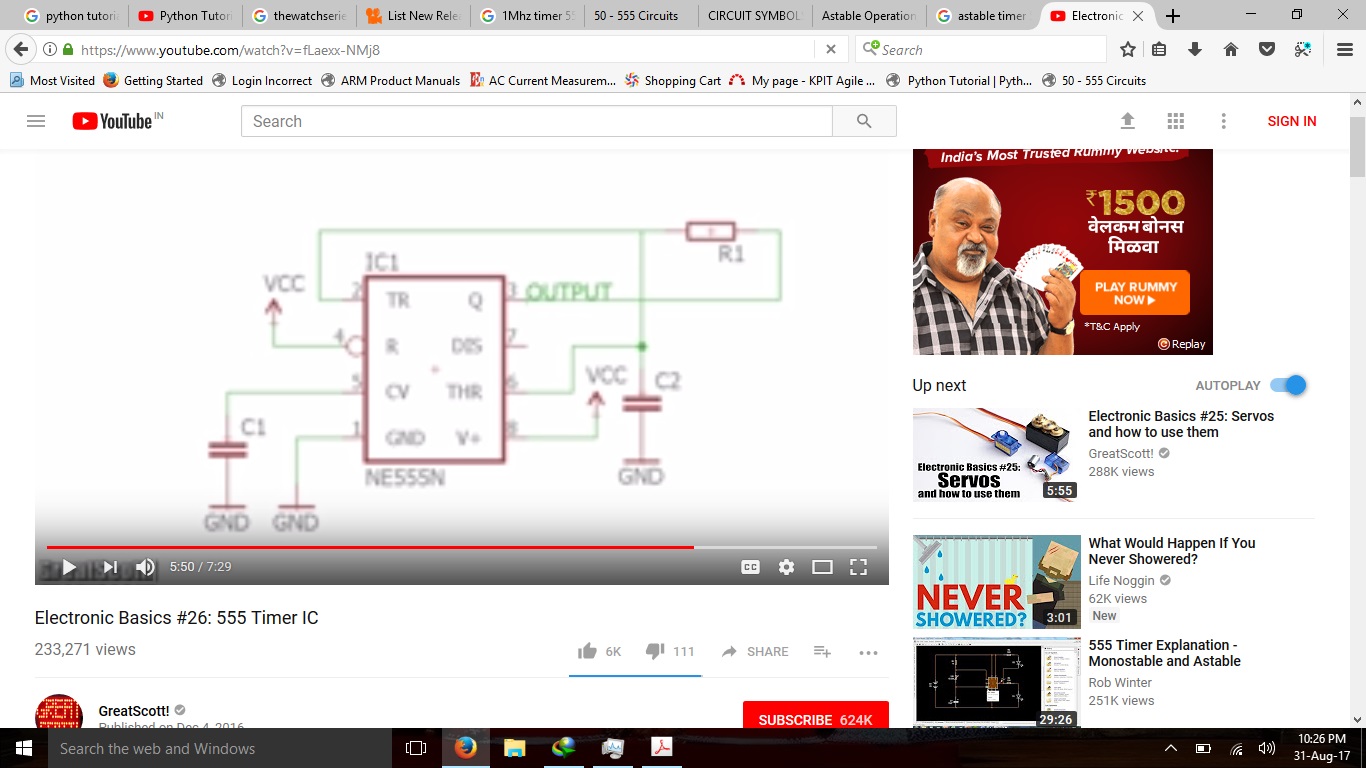 python tutoria
Python Tutori
thewatchserie
List New Relea
1Mhz timer 55
50 - 555 Circuits
CIRCUIT SYMBOL
Astable Operation
astable timer
Electronic
https://www.youtube.com/watch?v=fLaexx-NMj8
Search
Most Visited
Getting Started
Login Incorrect
ARM Product Manuals
AC Current Measurem...
Shopping Cart
My page - KPIT Agile ...
Python Tutorial | Pyth...
50 - 555 Circuits
YouTube IN
Search
SIGN IN
R1
IC1
VCC
2 TR Q 3 OUTPUT
4 R DIS 7
5 CV THR 6
VCC C2
C1
1 GND V+ 8
NE555N
GND
GND GND
GreatScott!
5:50 / 7:29
CC
Electronic Basics #26: 555 Timer IC
233,271 views
6K
111
SHARE
GreatScott!
Published on Dec 4, 2016
SUBSCRIBE 624K
India's Most Trusted Rummy Website.
₹1500
वेलकम बोनस
मिळवा
PLAY RUMMY
NOW
*T&C Apply
Replay
Up next
AUTOPLAY
Electronic Basics #25:
Servos
and how to use them
5:55
Electronic Basics #25: Servos
and how to use them
GreatScott!
288K views
NEVER
SHOWERED?
3:01
What Would Happen If You
Never Showered?
Life Noggin
62K views
New
29:26
555 Timer Explanation -
Monostable and Astable
Rob Winter
251K views
Search the web and Windows
10:26 PM
31-Aug-17